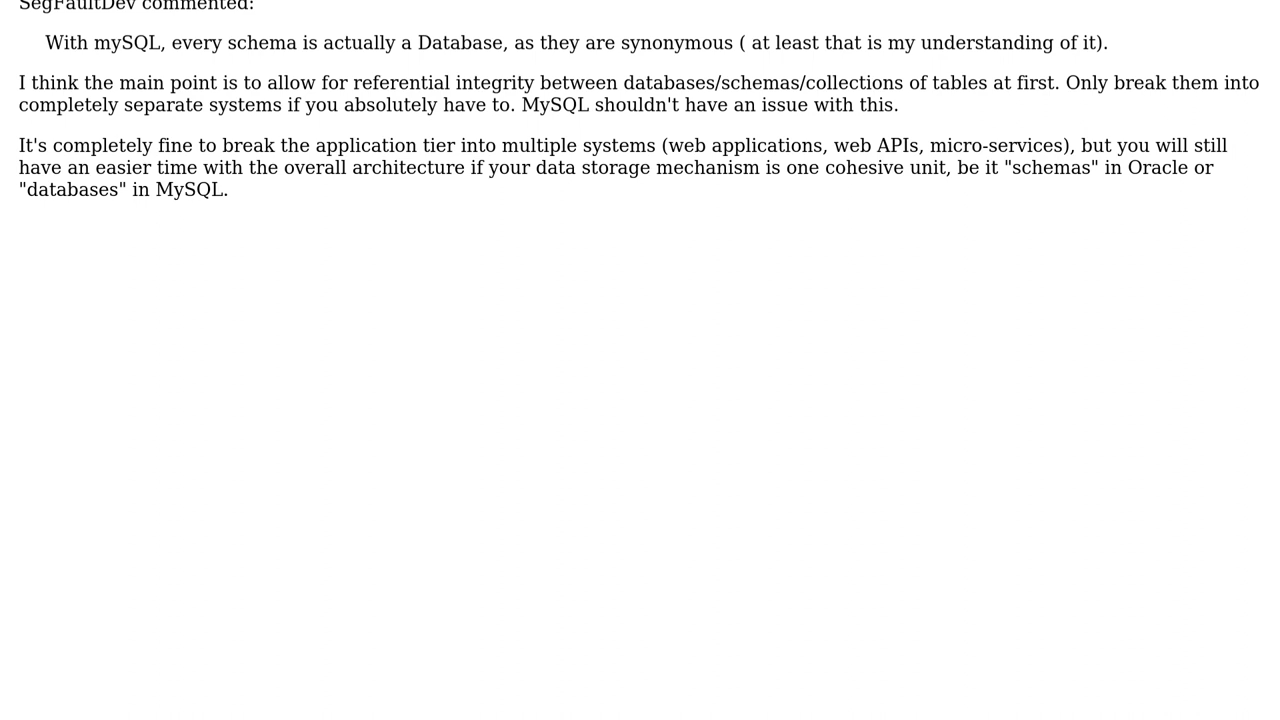 SegFaultDev commented:
With mySQL, every schema is actually a Database, as they are synonymous ( at least that is my understanding of it).
I think the main point is to allow for referential integrity between databases/schemas/collections of tables at first. Only break them into
completely separate systems if you absolutely have to. MySQL shouldn't have an issue with this.
It's completely fine to break the application tier into multiple systems (web applications, web APIs, micro-services), but you will still
have an easier time with the overall architecture if your data storage mechanism is one cohesive unit, be it "schemas" in Oracle or
"databases" in MySQL.